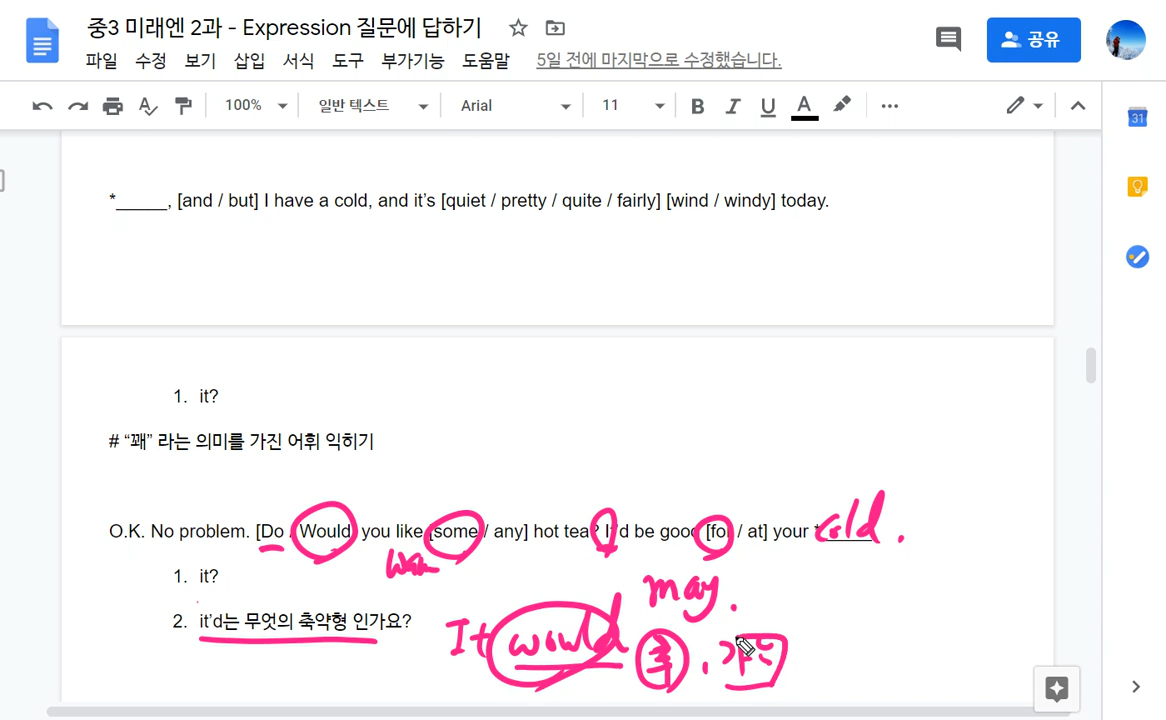 중3 미래엔 2과 - Expression 질문에 답하기
파일 수정 보기 삽입 서식 도구 부가기능 도움말 5일 전에 마지막으로 수정했습니다.
공유
100% 일반 텍스트 Arial 11 B I U A
31
*_____, [and / but] I have a cold, and it's [quiet / pretty / quite / fairly] [wind / windy] today.
1. it?
# “꽤” 라는 의미를 가진 어휘 익히기
O.K. No problem. [Do / Would] you like [some / any] hot tea? It'd be good [for / at] your *cold.
1. it?
may.
2. it'd는 무엇의 축약형 인가요?
It would